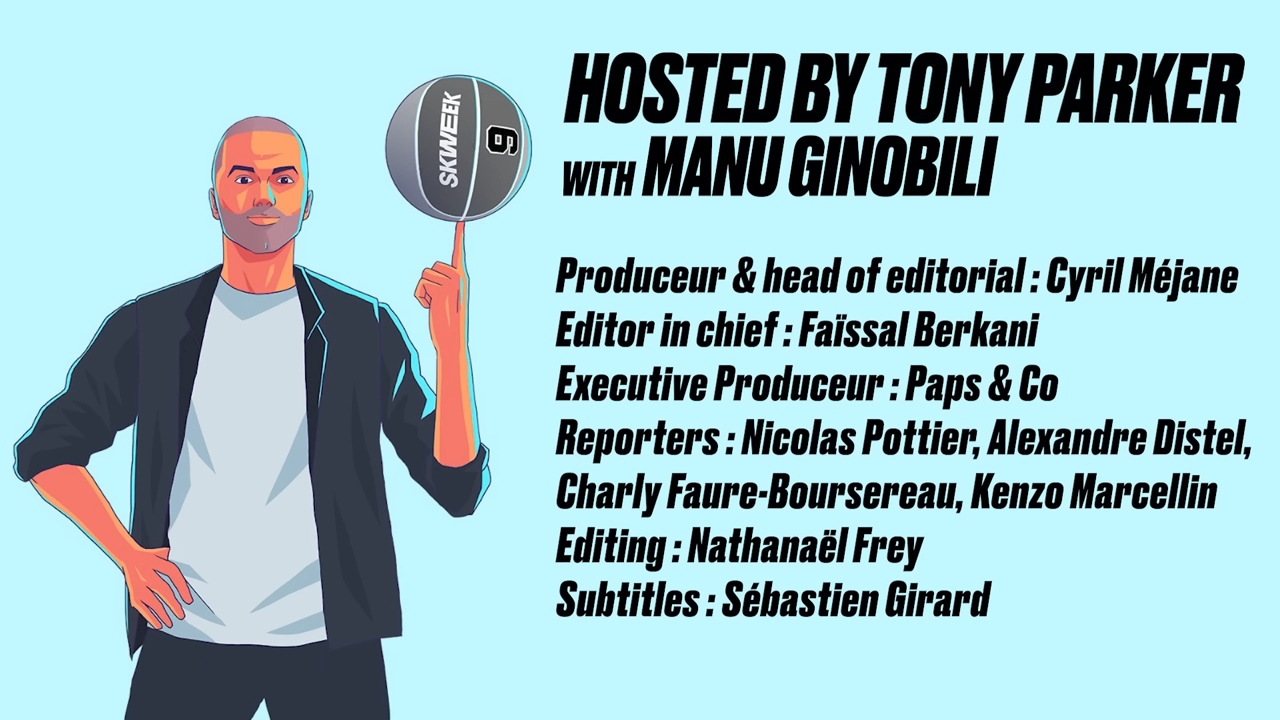 HOSTED BY TONY PARKER
WITH MANU GINOBILI
SKWEEK
9
Produceur & head of editorial : Cyril Méjane
Editor in chief : Faïssal Berkani
Executive Produceur : Paps & Co
Reporters : Nicolas Pottier, Alexandre Distel,
Charly Faure-Boursereau, Kenzo Marcellin
Editing : Nathanaël Frey
Subtitles : Sébastien Girard